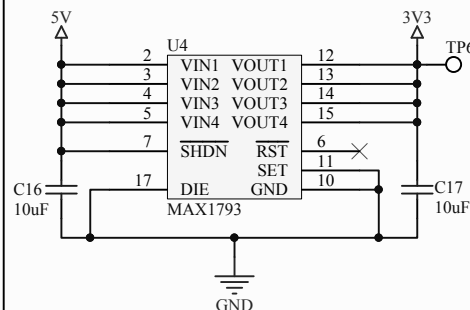 5V
3V3
U4
TP6
2 VIN1 VOUT1 12
3 VIN2 VOUT2 13
4 VIN3 VOUT3 14
5 VIN4 VOUT4 15
7 SHDN RST 6
SET 11
17 DIE GND 10
C16
10uF
MAX1793
C17
10uF
GND